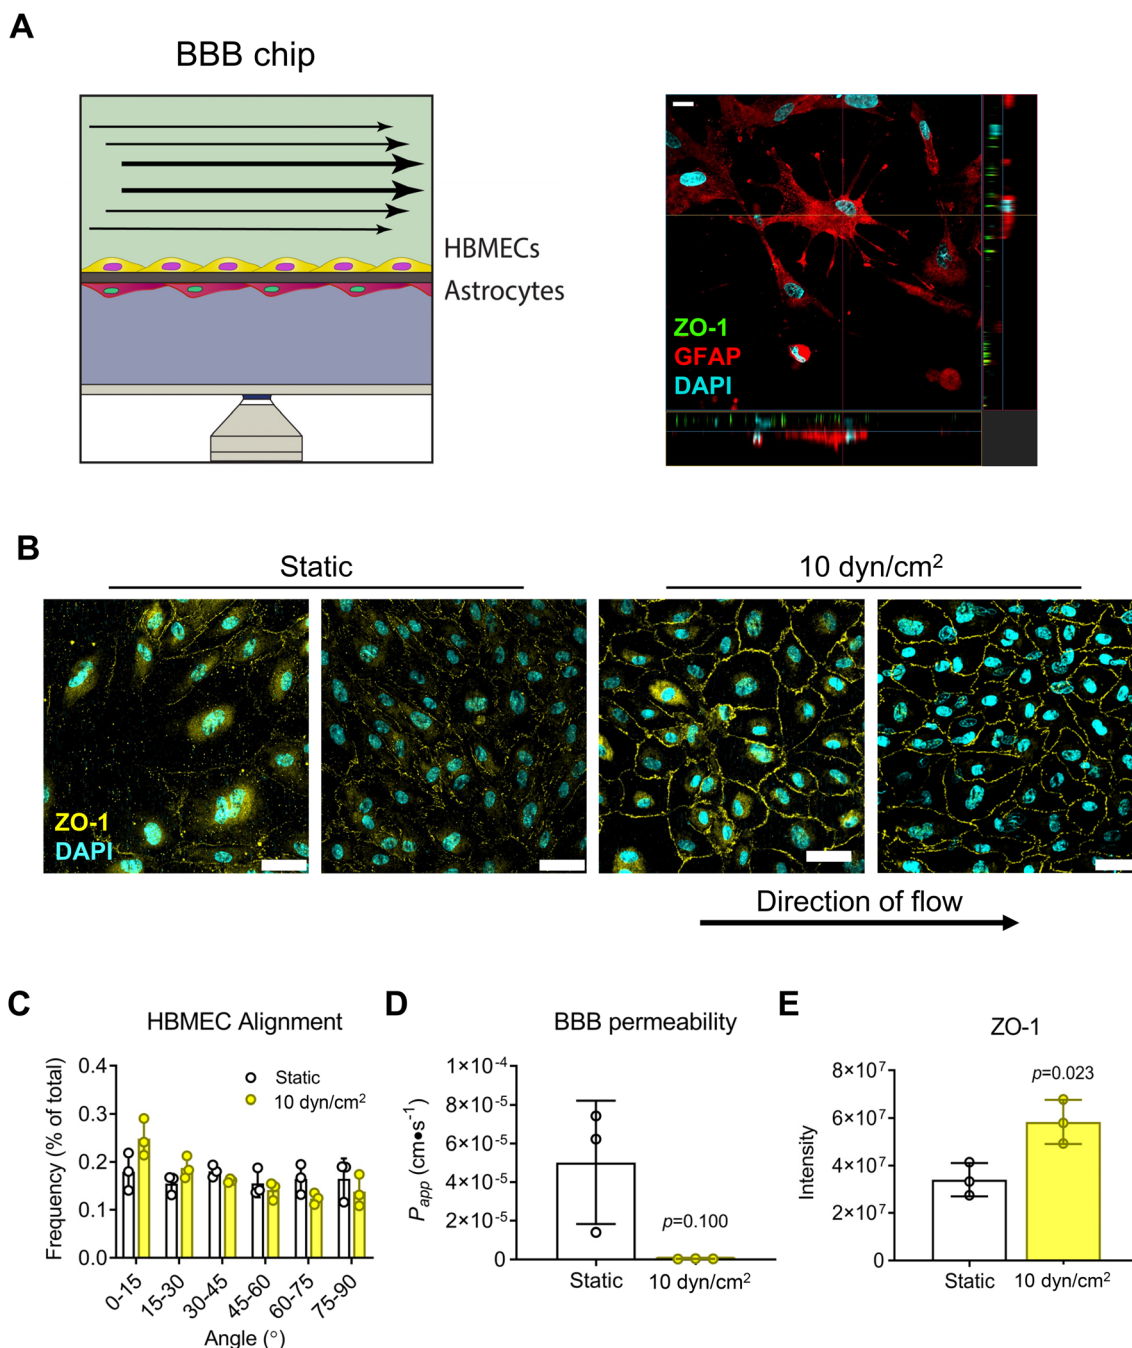 A
BBB chip
HBMECs
Astrocytes
ZO-1
GFAP
DAPI
B
Static
10 dyn/cm²
ZO-1
DAPI
Direction of flow
C
HBMEC Alignment
Frequency (% of total)
0.4
0.3
0.2
0.1
0.0
Static
10 dyn/cm²
0-15
15-30
30-45
45-60
60-75
75-90
Angle (°)
D
BBB permeability
Papp (cm•s⁻¹)
1×10⁻⁴
8×10⁻⁵
6×10⁻⁵
4×10⁻⁵
2×10⁻⁵
0
p=0.100
Static
10 dyn/cm²
E
ZO-1
Intensity
8×10⁷
6×10⁷
4×10⁷
2×10⁷
0
p=0.023
Static
10 dyn/cm²